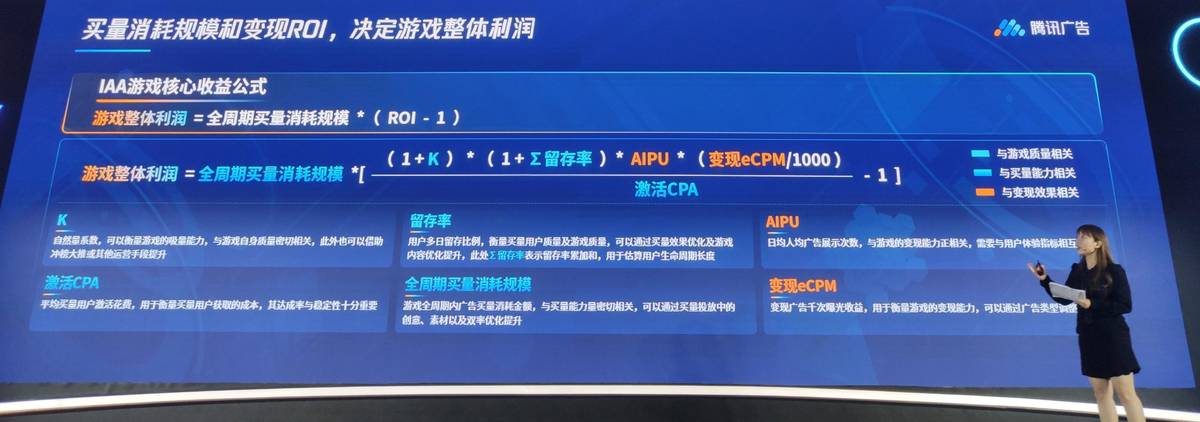 买量消耗规模和变现ROI，决定游戏整体利润
腾讯广告
IAA游戏核心收益公式
游戏整体利润 =全周期买量消耗规模 *（ ROI - 1 ）
游戏整体利润 =全周期买量消耗规模 *[ （ 1+K ） * （ 1+Σ留存率 ）* AIPU * （ 变现eCPM/1000 ）
激活CPA
- 1 ]
与游戏质量相关
与买量能力相关
与变现效果相关
K
自然量系数，可以衡量游戏的吸量能力，与游戏自身质量密切相关，此外也可以借助
冲榜大推或其他运营手段提升
留存率
用户多日留存比例，衡量买量用户质量及游戏质量，可以通过买量效果优化及游戏
内容优化提升，此处Σ留存率表示留存率累加和，用于估算用户生命周期长度
AIPU
日均人均广告展示次数，与游戏的变现能力正相关，需要与用户体验指标相互
激活CPA
平均买量用户激活花费，用于衡量买量用户获取的成本，其达成率与稳定性十分重要
全周期买量消耗规模
游戏全周期内广告买量消耗金额，与买量能力量密切相关，可以通过买量投放中的
创意、素材以及双率优化提升
变现eCPM
变现广告千次曝光收益，用于衡量游戏的变现能力，可以通过广告类型调整